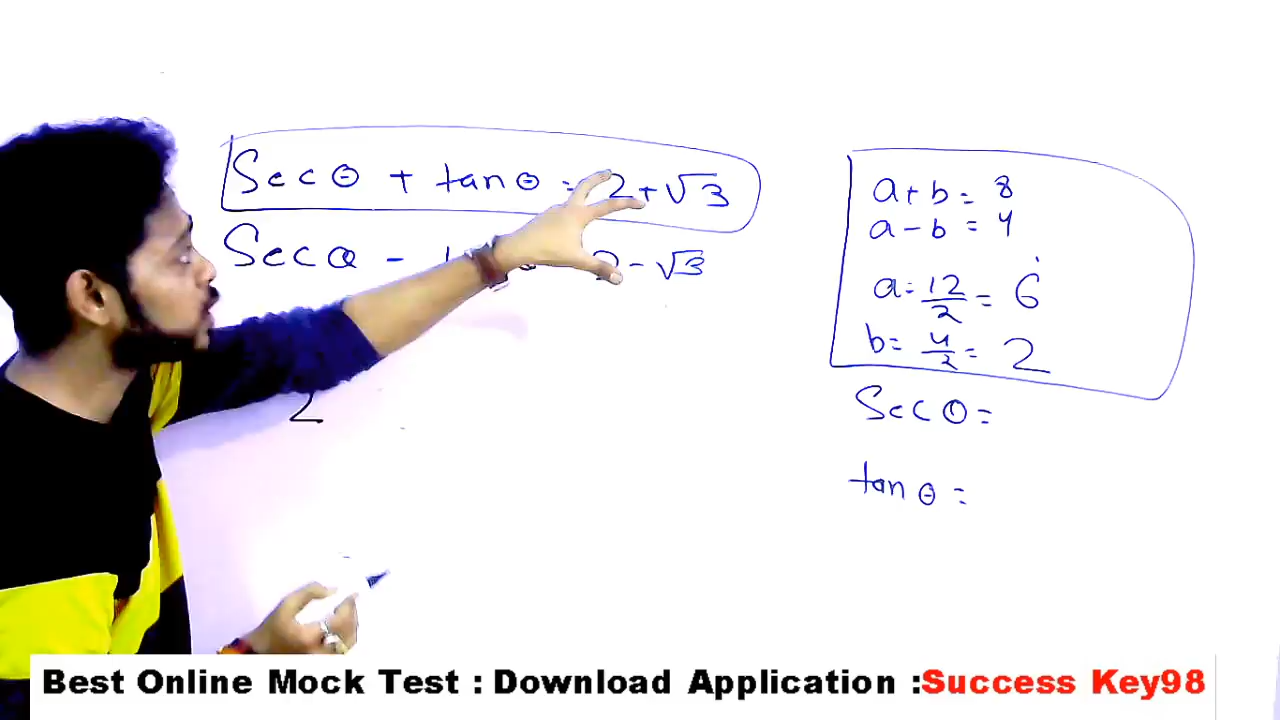 Secθ + tanθ = 2+√3
Secθ - 2-√3
2
a+b= 8
a-b= 4
a= 12/2 = 6
b= 4/2 = 2
Secθ=
tanθ=
Best Online Mock Test : Download Application :Success Key98